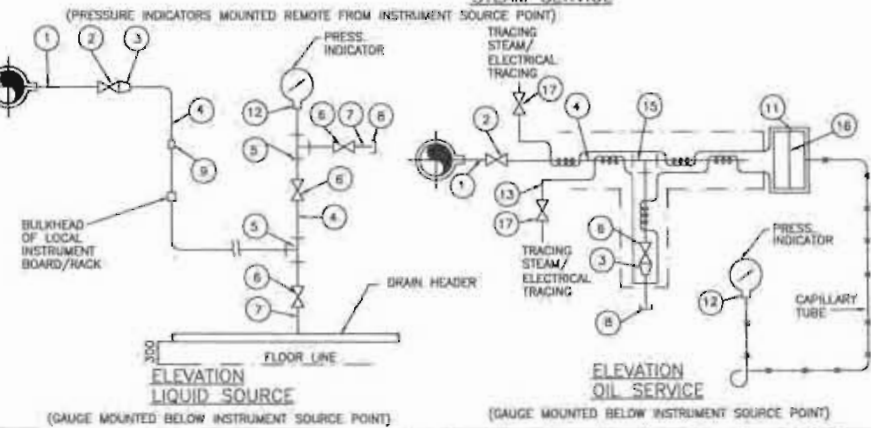 STEAM SERVICE
(PRESSURE INDICATORS MOUNTED REMOTE FROM INSTRUMENT SOURCE POINT)
PRESS.
INDICATOR
1
2
3
4
9
BULKHEAD
OF LOCAL
INSTRUMENT
BOARD/RACK
12
5
6
7
8
6
4
5
6
7
DRAIN HEADER
300
FLOOR LINE
ELEVATION
LIQUID SOURCE
(GAUGE MOUNTED BELOW INSTRUMENT SOURCE POINT)
TRACING
STEAM/
ELECTRICAL
TRACING
17
2
4
15
11
16
1
13
17
TRACING
STEAM/
ELECTRICAL
TRACING
6
3
8
PRESS.
INDICATOR
12
CAPILLARY
TUBE
ELEVATION
OIL SERVICE
(GAUGE MOUNTED BELOW INSTRUMENT SOURCE POINT)